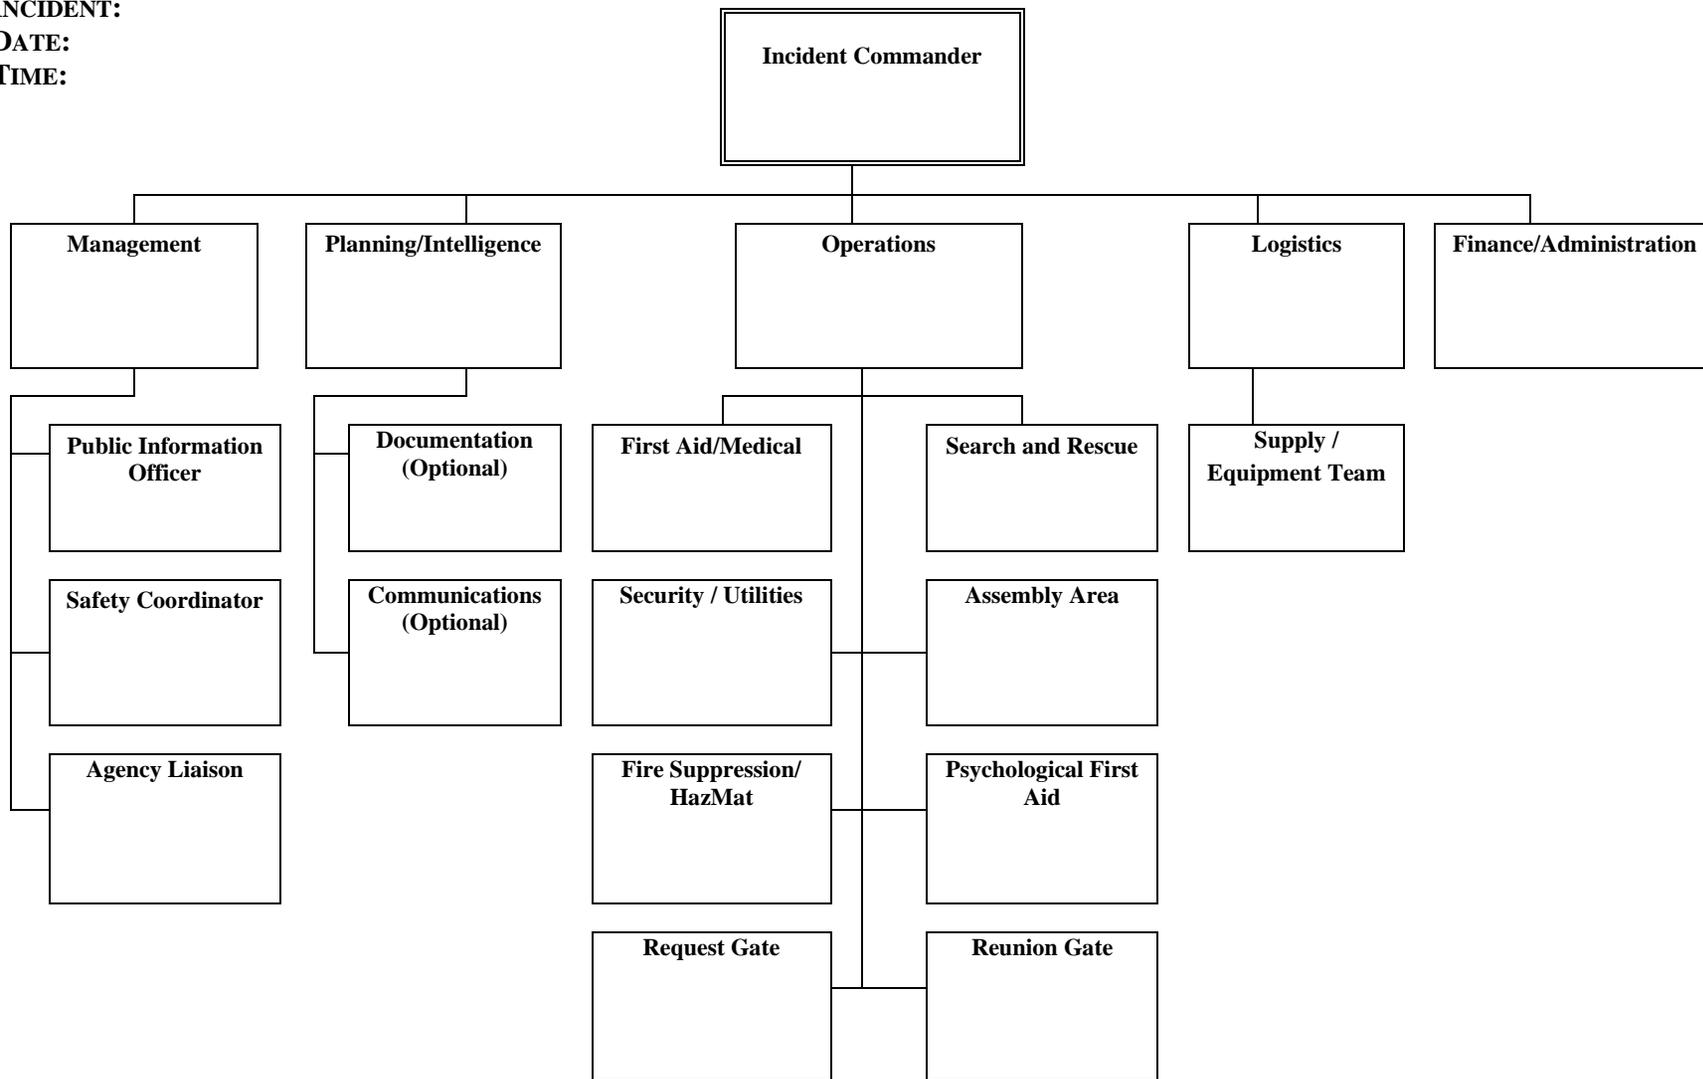 INCIDENT:
DATE:
TIME:
Incident Commander
Management
Planning/Intelligence
Operations
Logistics
Finance/Administration
Public Information
Officer
Documentation
(Optional)
First Aid/Medical
Search and Rescue
Supply /
Equipment Team
Safety Coordinator
Communications
(Optional)
Security / Utilities
Assembly Area
Agency Liaison
Fire Suppression/
HazMat
Psychological First
Aid
Request Gate
Reunion Gate